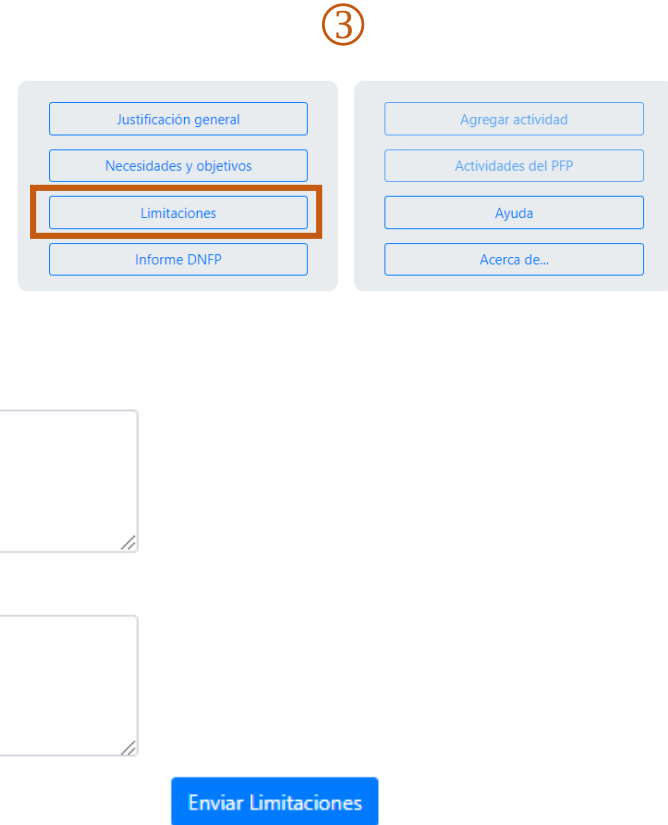 ③
Justificación general
Necesidades y objetivos
Limitaciones
Informe DNFP
Agregar actividad
Actividades del PFP
Ayuda
Acerca de...
Enviar Limitaciones